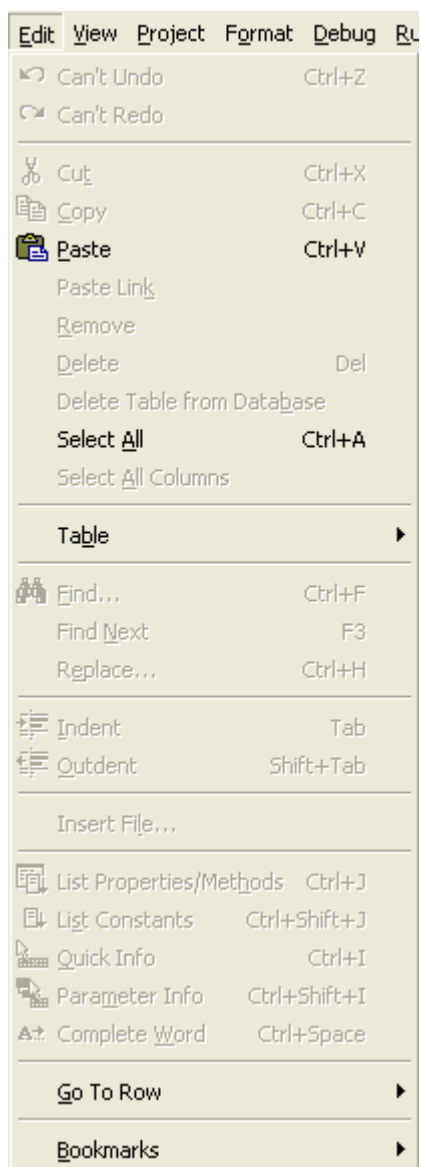 Edit View Project Format Debug Ru
Can't Undo Ctrl+Z
Can't Redo
Cut Ctrl+X
Copy Ctrl+C
Paste Ctrl+V
Paste Link
Remove
Delete Del
Delete Table from Database
Select All Ctrl+A
Select All Columns
Table
Find... Ctrl+F
Find Next F3
Replace... Ctrl+H
Indent Tab
Outdent Shift+Tab
Insert File...
List Properties/Methods Ctrl+J
List Constants Ctrl+Shift+J
Quick Info Ctrl+I
Parameter Info Ctrl+Shift+I
Complete Word Ctrl+Space
Go To Row
Bookmarks